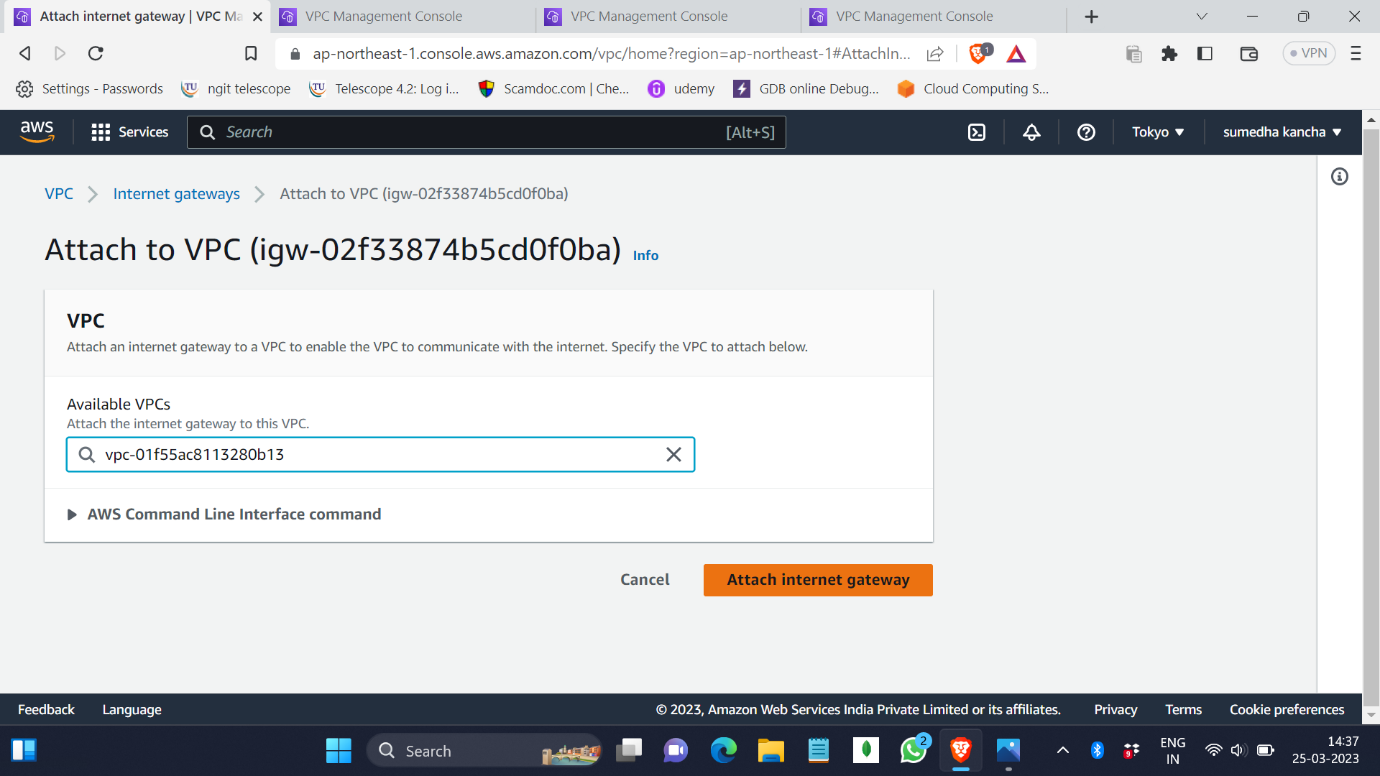 Attach internet gateway | VPC Ma
VPC Management Console
VPC Management Console
VPC Management Console
ap-northeast-1.console.aws.amazon.com/vpc/home?region=ap-northeast-1#AttachIn...
1
VPN
Settings - Passwords
ngit telescope
Telescope 4.2: Log i...
Scamdoc.com | Che...
udemy
GDB online Debug...
Cloud Computing S...
aws
Services
Search
[Alt+S]
Tokyo
sumedha kancha
VPC
Internet gateways
Attach to VPC (igw-02f33874b5cd0f0ba)
Attach to VPC (igw-02f33874b5cd0f0ba)
Info
VPC
Attach an internet gateway to a VPC to enable the VPC to communicate with the internet. Specify the VPC to attach below.
Available VPCs
Attach the internet gateway to this VPC.
vpc-01f55ac8113280b13
AWS Command Line Interface command
Cancel
Attach internet gateway
Feedback
Language
© 2023, Amazon Web Services India Private Limited or its affiliates.
Privacy
Terms
Cookie preferences
Search
2
9
ENG
IN
14:37
25-03-2023